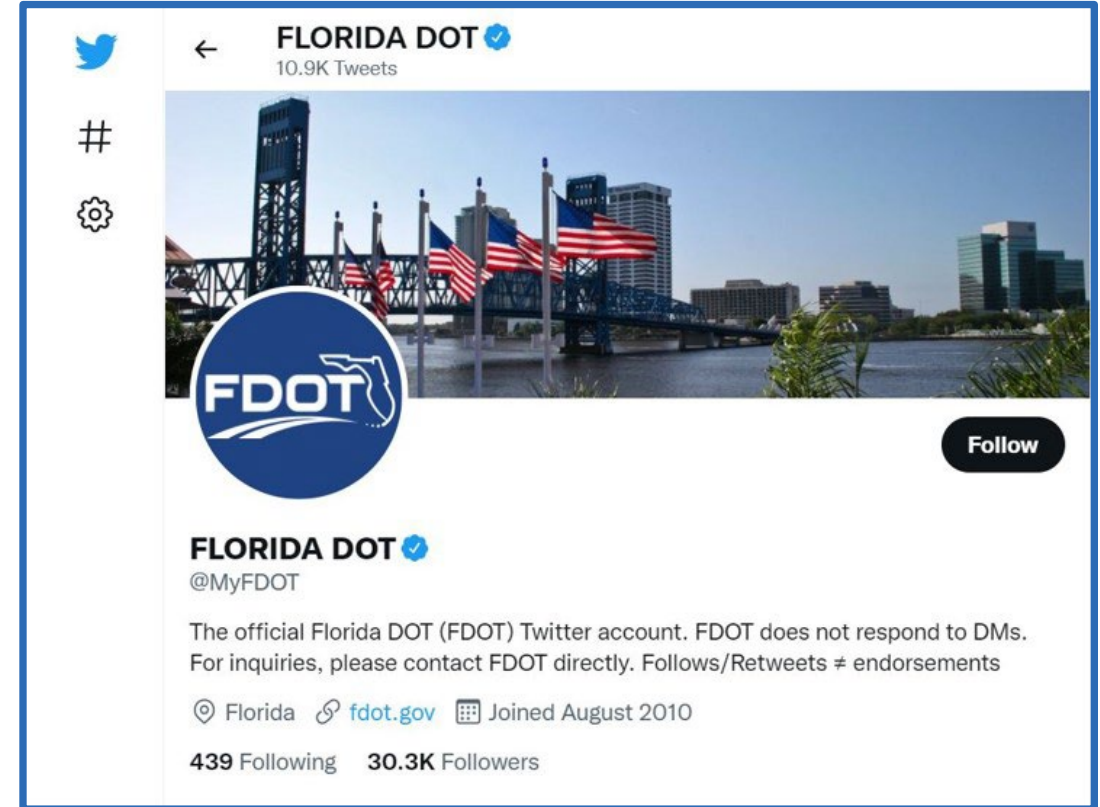 FLORIDA DOT
10.9K Tweets
FDOT
Follow
FLORIDA DOT
@MyFDOT
The official Florida DOT (FDOT) Twitter account. FDOT does not respond to DMs.
For inquiries, please contact FDOT directly. Follows/Retweets ≠ endorsements
Florida fdot.gov Joined August 2010
439 Following 30.3K Followers